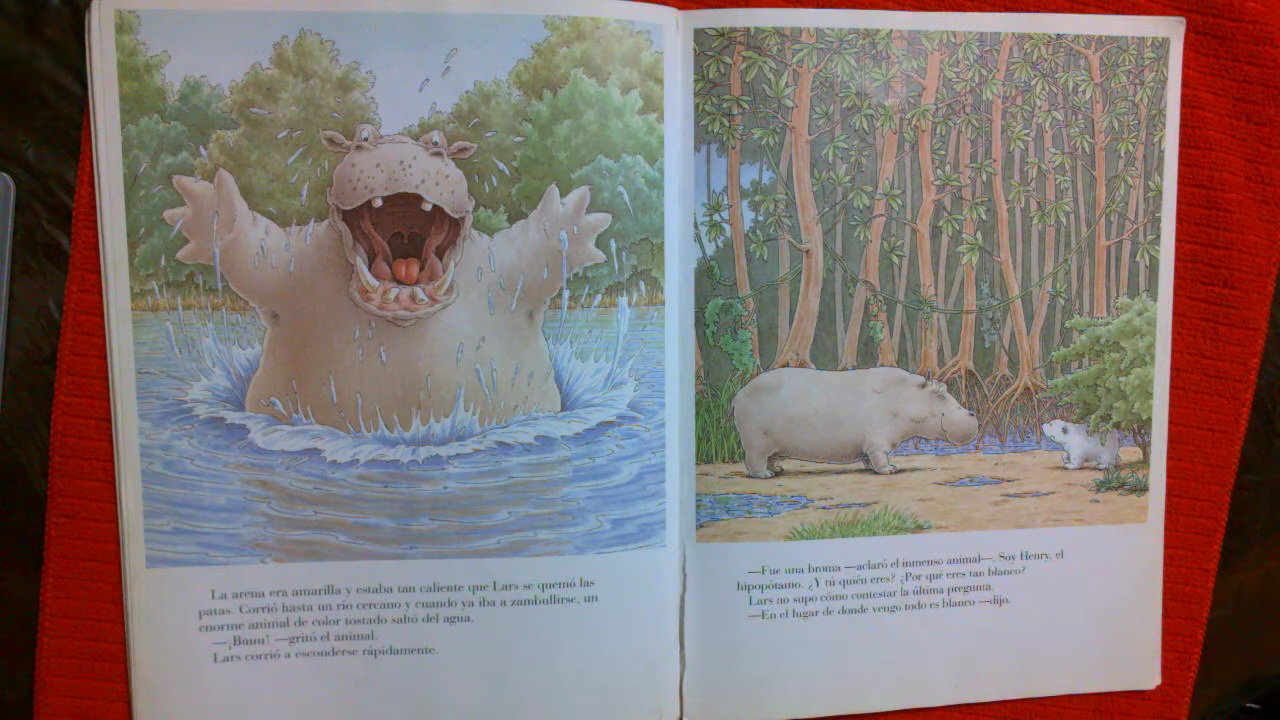 La arena era amarilla y estaba tan caliente que Lars se quemó las
patas. Corrió hasta un río cercano y cuando ya iba a zambullirse, un
enorme animal de color tostado saltó del agua.
—¡Buuu! —gritó el animal.
Lars corrió a esconderse rápidamente.
—Fue una broma —aclaró el inmenso animal—. Soy Henry, el
hipopótamo. ¿Y tú quién eres? ¿Por qué eres tan blanco?
Lars no supo cómo contestar la última pregunta.
—En el lugar de donde vengo todo es blanco —dijo.